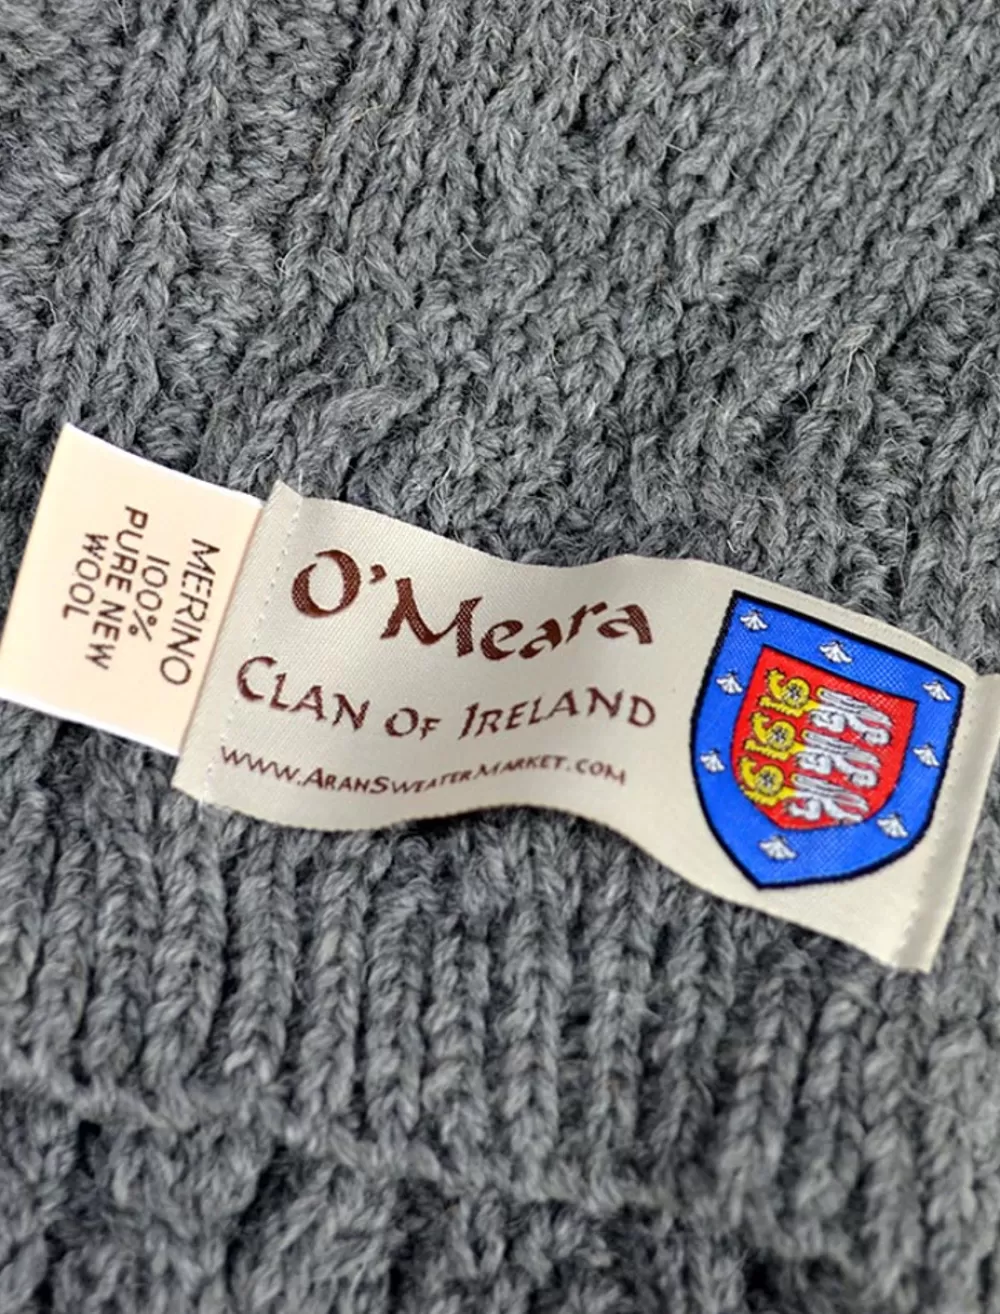 MERINO
100%
PURE NEW
WOOL
O'Meara
CLAN OF IRELAND
WWW.ARANSWEATERMARKET.COM